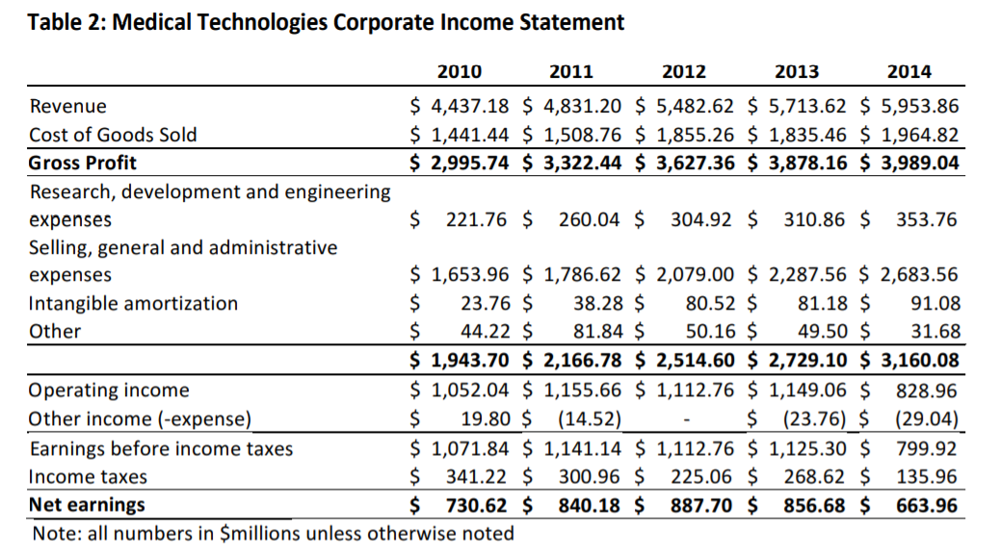 Table 2: Medical Technologies Corporate Income Statement
2010 2011 2012 2013 2014
Revenue $ 4,437.18 $ 4,831.20 $ 5,482.62 $ 5,713.62 $ 5,953.86
Cost of Goods Sold $ 1,441.44 $ 1,508.76 $ 1,855.26 $ 1,835.46 $ 1,964.82
Gross Profit $ 2,995.74 $ 3,322.44 $ 3,627.36 $ 3,878.16 $ 3,989.04
Research, development and engineering
expenses $ 221.76 $ 260.04 $ 304.92 $ 310.86 $ 353.76
Selling, general and administrative
expenses $ 1,653.96 $ 1,786.62 $ 2,079.00 $ 2,287.56 $ 2,683.56
Intangible amortization $ 23.76 $ 38.28 $ 80.52 $ 81.18 $ 91.08
Other $ 44.22 $ 81.84 $ 50.16 $ 49.50 $ 31.68
$ 1,943.70 $ 2,166.78 $ 2,514.60 $ 2,729.10 $ 3,160.08
Operating income $ 1,052.04 $ 1,155.66 $ 1,112.76 $ 1,149.06 $ 828.96
Other income (-expense) $ 19.80 $ (14.52) - $ (23.76) $ (29.04)
Earnings before income taxes $ 1,071.84 $ 1,141.14 $ 1,112.76 $ 1,125.30 $ 799.92
Income taxes $ 341.22 $ 300.96 $ 225.06 $ 268.62 $ 135.96
Net earnings $ 730.62 $ 840.18 $ 887.70 $ 856.68 $ 663.96
Note: all numbers in $millions unless otherwise noted